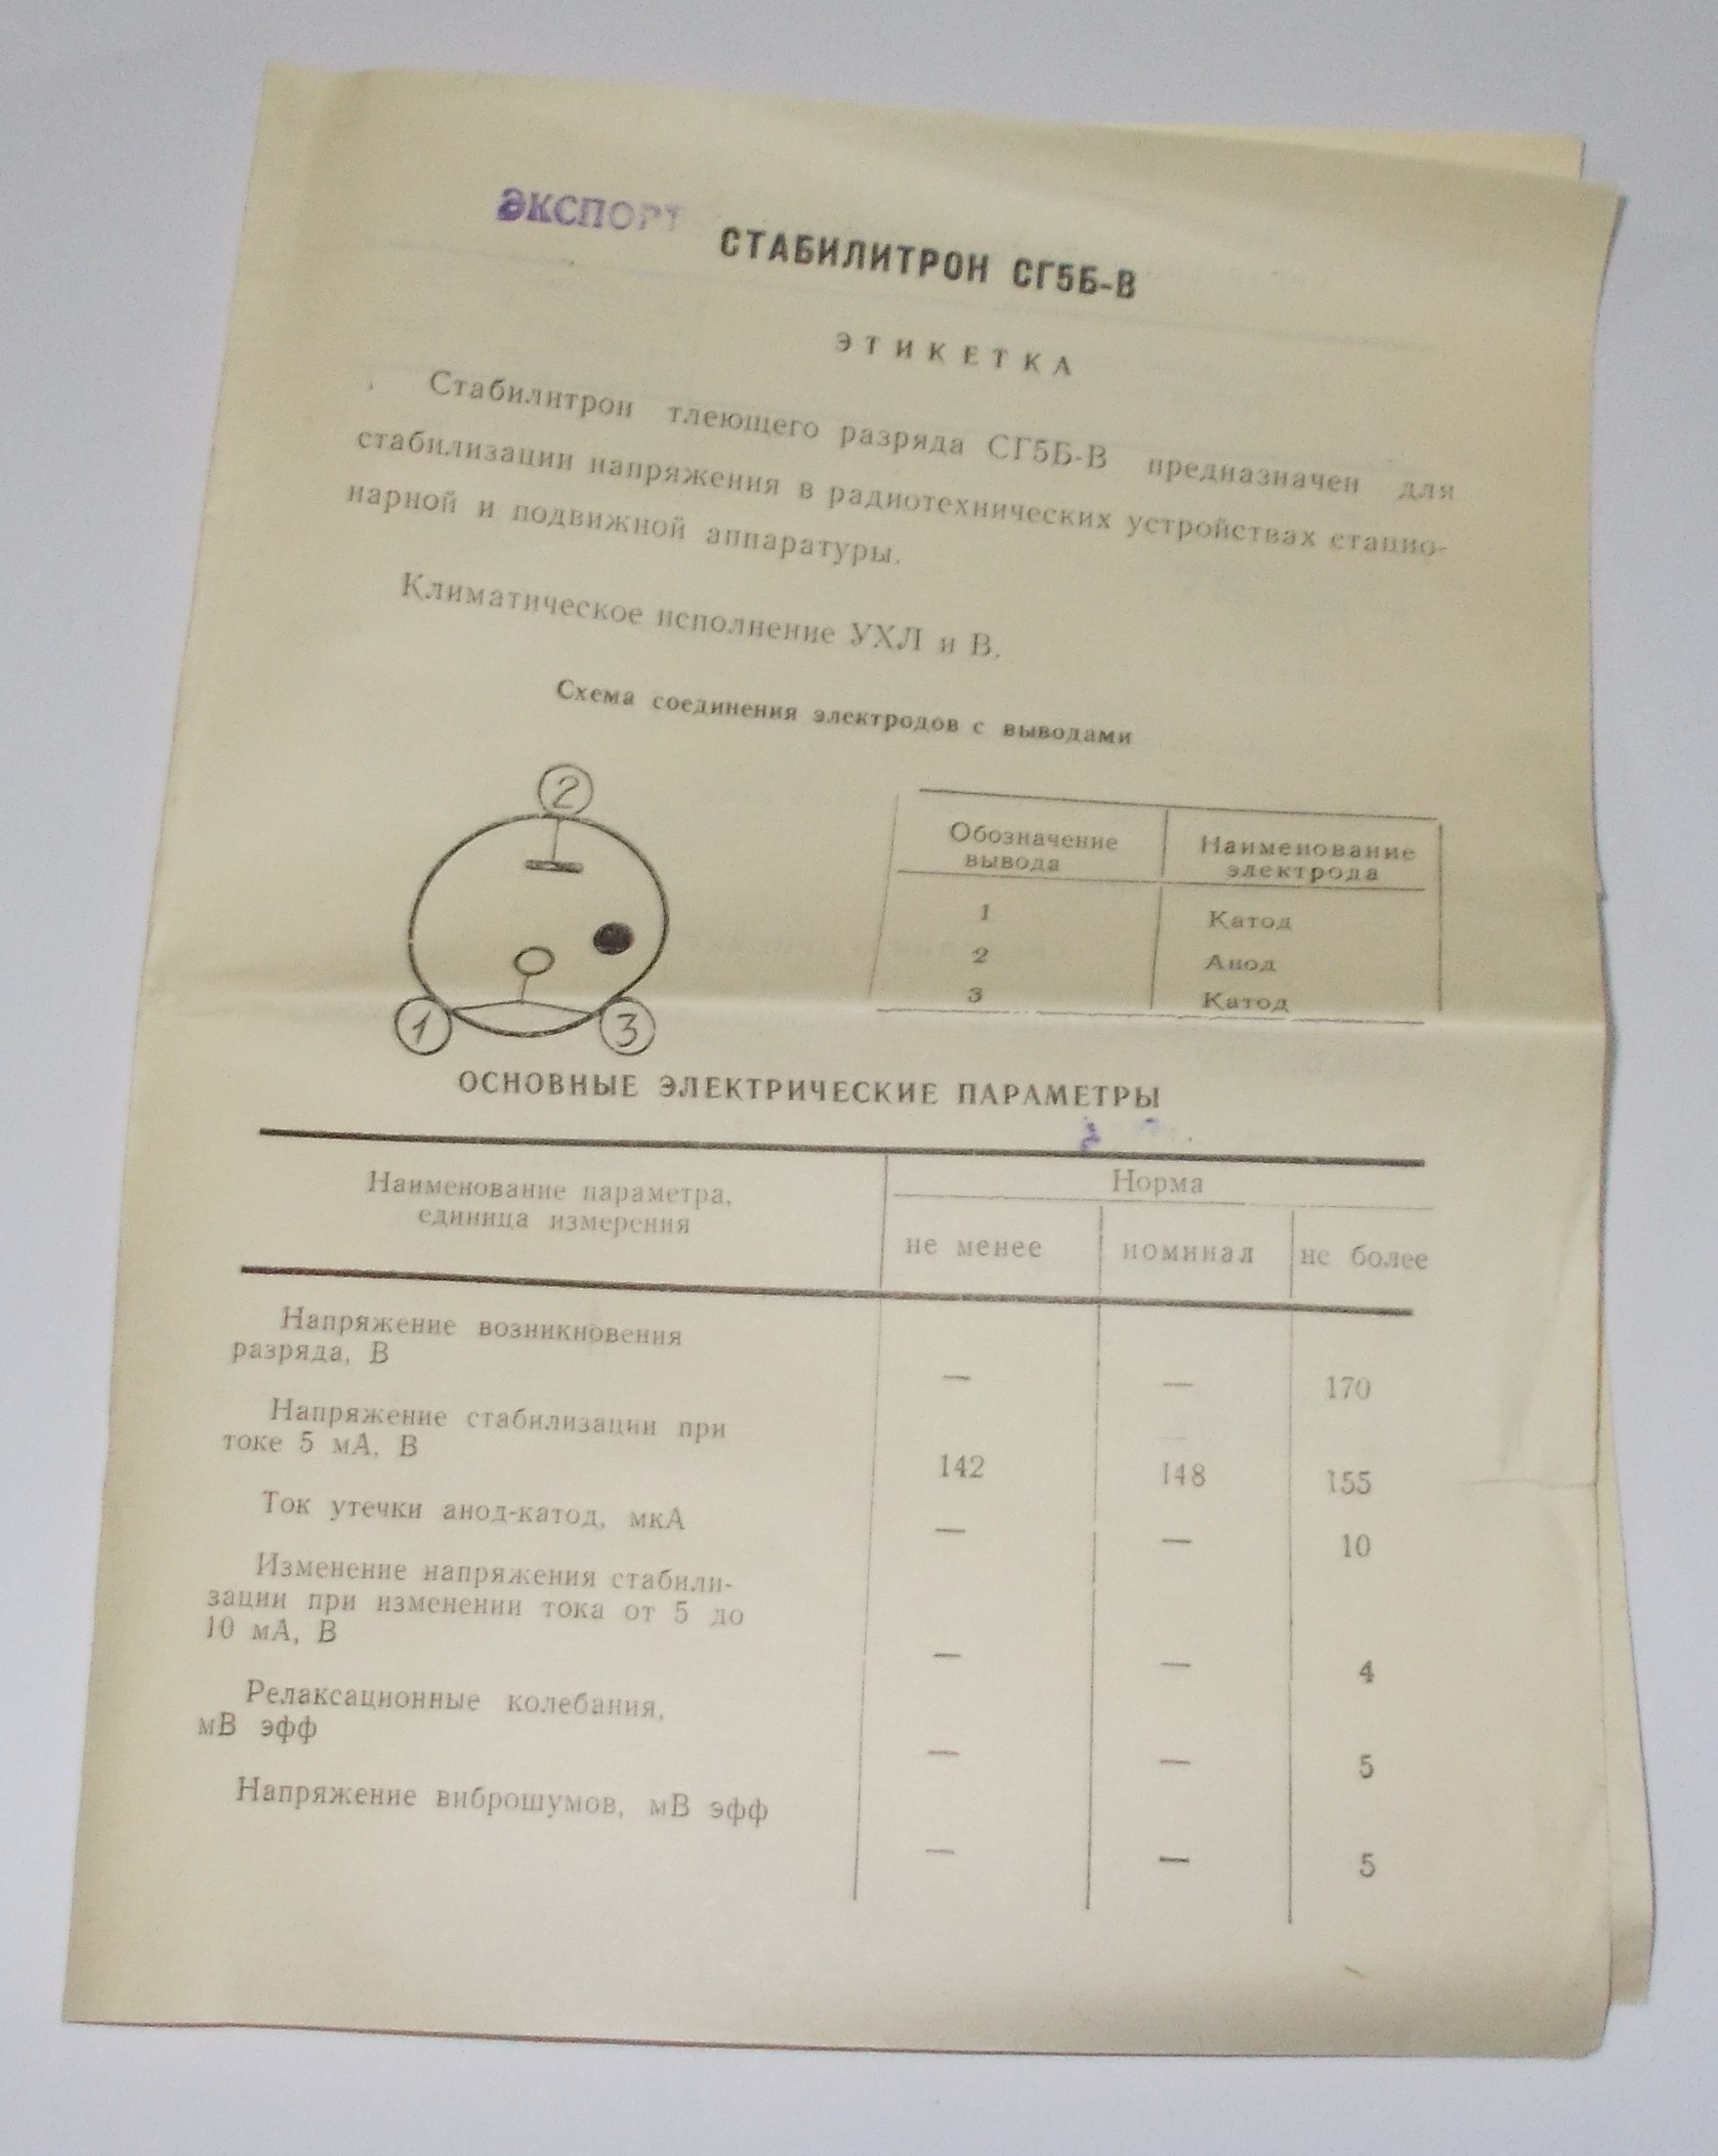 ЭКСПОРТ
СТАБИЛИТРОН СГ5Б-В
ЭТИКЕТКА
Стабилитрон тлеющего разряда СГ5Б-В предназначен для
стабилизации напряжения в радиотехнических устройствах стацио-
нарной и подвижной аппаратуры.
Климатическое исполнение УХЛ и В.
Схема соединения электродов с выводами
2
1
3
Обозначение вывода Наименование электрода
1 Катод
2 Анод
3 Катод
ОСНОВНЫЕ ЭЛЕКТРИЧЕСКИЕ ПАРАМЕТРЫ
Наименование параметра,
единица измерения
Норма
не менее номинал не более
Напряжение возникновения
разряда, В — — 170
Напряжение стабилизации при
токе 5 мА, В 142 148 155
Ток утечки анод-катод, мкА — — 10
Изменение напряжения стабили-
зации при изменении тока от 5 до
10 мА, В — — 4
Релаксационные колебания,
мВ эфф — — 5
Напряжение виброшумов, мВ эфф — — 5